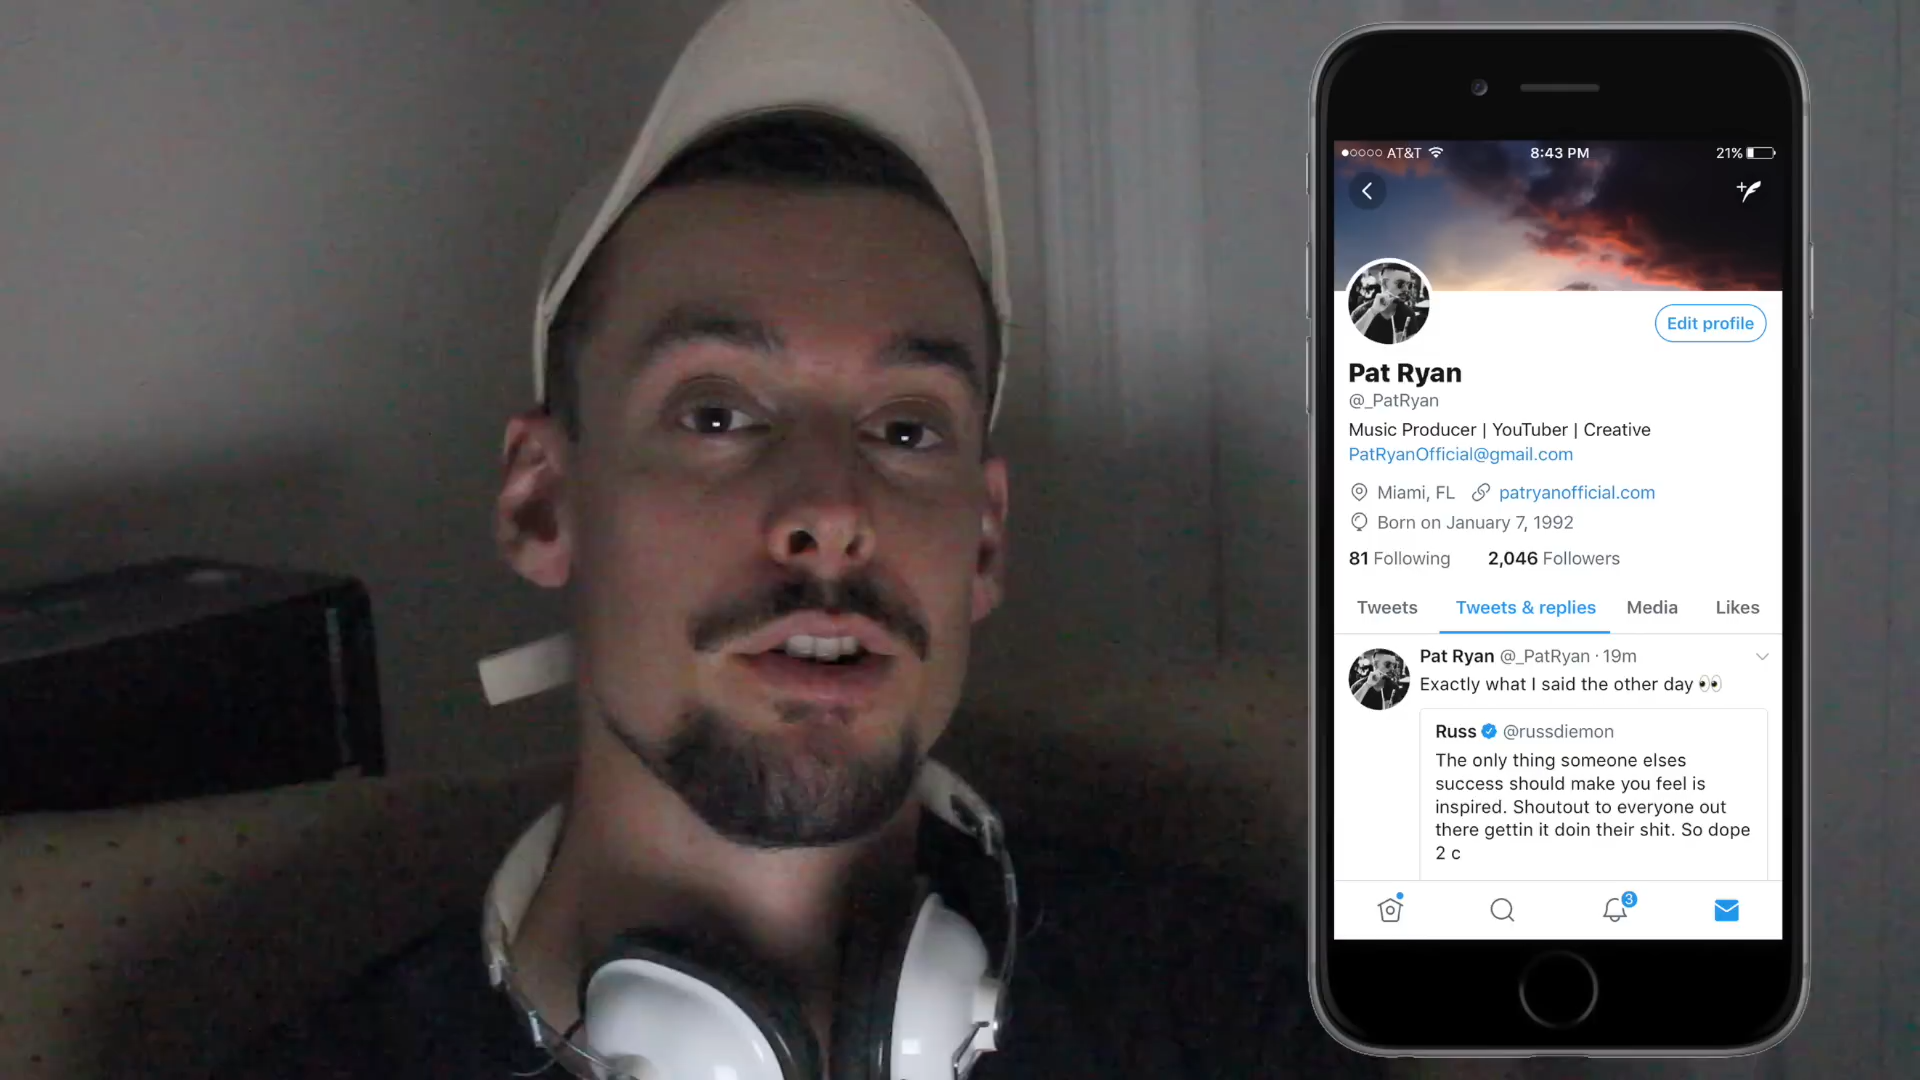 AT&T 8:43 PM 21%
Edit profile
Pat Ryan
@_PatRyan
Music Producer | YouTuber | Creative
PatRyanOfficial@gmail.com
Miami, FL patryanofficial.com
Born on January 7, 1992
81 Following 2,046 Followers
Tweets Tweets & replies Media Likes
Pat Ryan @_PatRyan · 19m
Exactly what I said the other day 👀
Russ @russdiemon
The only thing someone elses
success should make you feel is
inspired. Shoutout to everyone out
there gettin it doin their shit. So dope
2 c
3